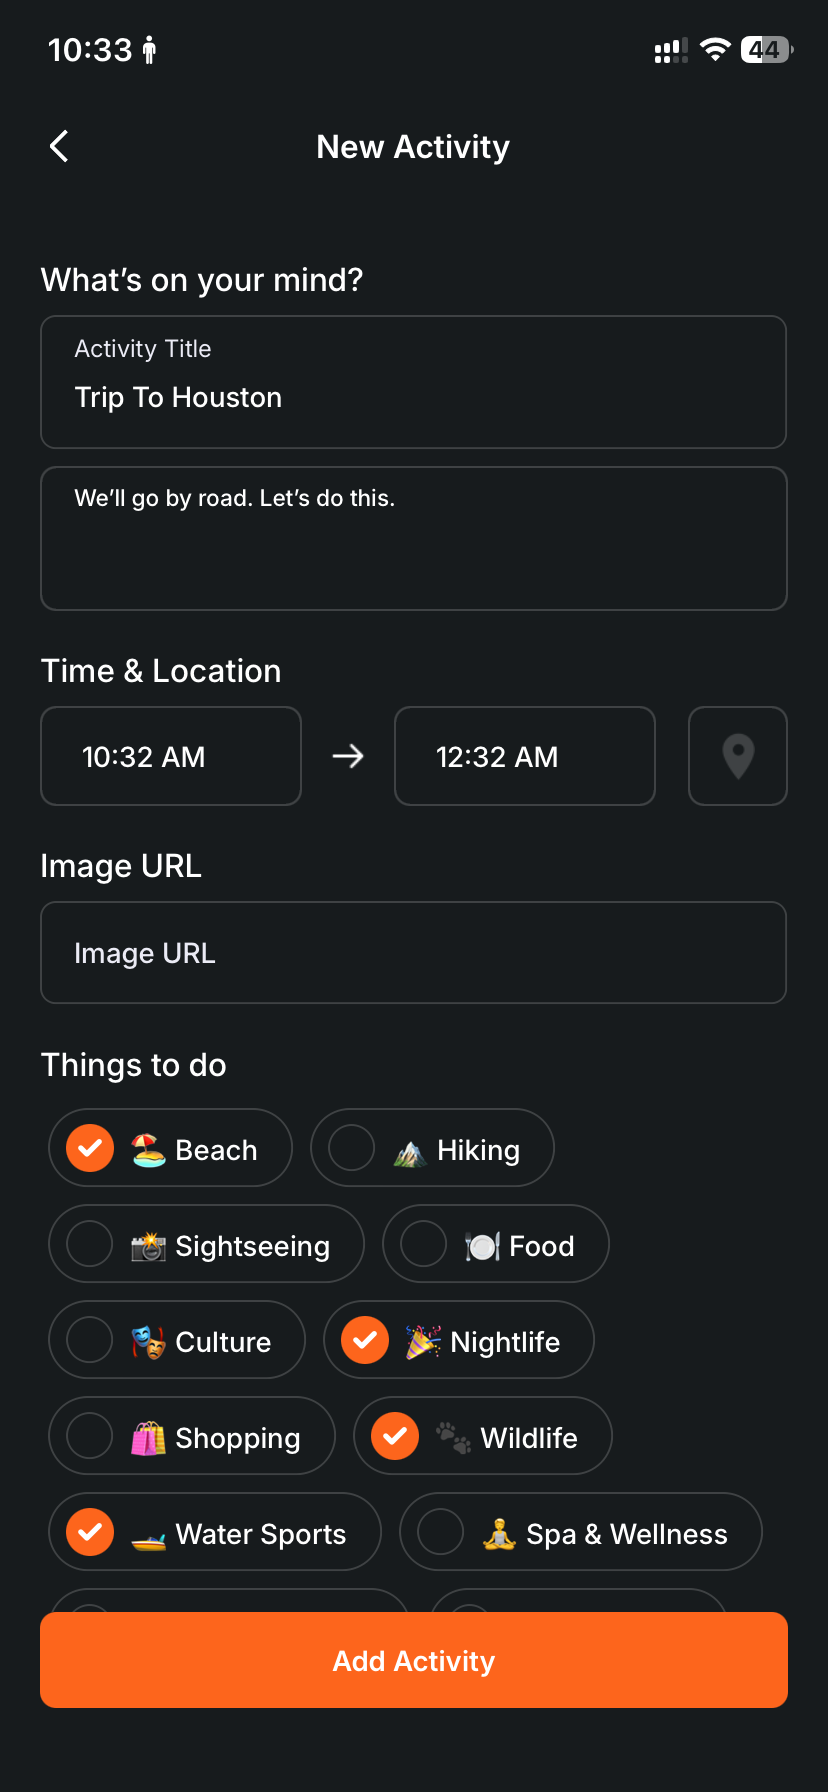 10:33
44
New Activity
What's on your mind?
Activity Title
Trip To Houston
We'll go by road. Let's do this.
Time & Location
10:32 AM → 12:32 AM
Image URL
Image URL
Things to do
Beach Hiking
Sightseeing Food
Culture Nightlife
Shopping Wildlife
Water Sports Spa & Wellness
Add Activity